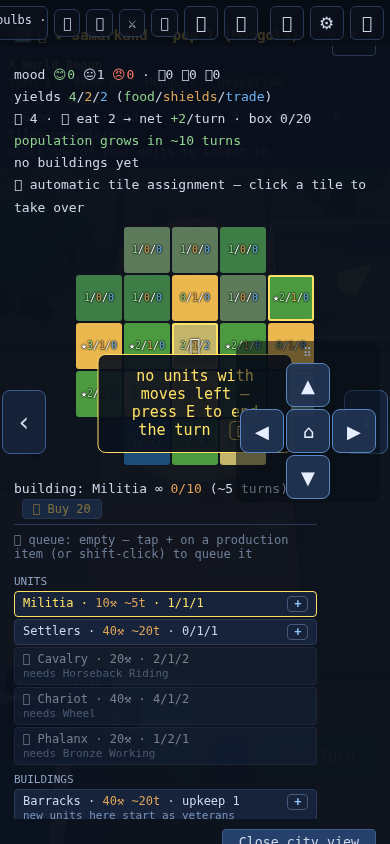 bulbs ·
mood 😊0 😐1 😡0 · 0 0 0
yields 4/2/2 (food/shields/trade)
4 · eat 2 → net +2/turn · box 0/20
population grows in ~10 turns
no buildings yet
automatic tile assignment — click a tile to
take over
1/0/0 1/0/0 1/0/0
1/0/0 1/0/0 0/1/0 1/0/0 ★2/1/0
★3/1/0 ★2/1/0
no units with
moves left —
press E to end
the turn
‹
▲
◀ ⌂ ▶
▼
building: Militia ∞ 0/10 (~5 turns)
Buy 20
queue: empty — tap + on a production
item (or shift-click) to queue it
UNITS
Militia · 10⚒ ~5t · 1/1/1 +
Settlers · 40⚒ ~20t · 0/1/1 +
Cavalry · 20⚒ · 2/1/2
needs Horseback Riding
Chariot · 40⚒ · 4/1/2
needs Wheel
Phalanx · 20⚒ · 1/2/1
needs Bronze Working
BUILDINGS
Barracks · 40⚒ ~20t · upkeep 1 +
new units here start as veterans
Close city view